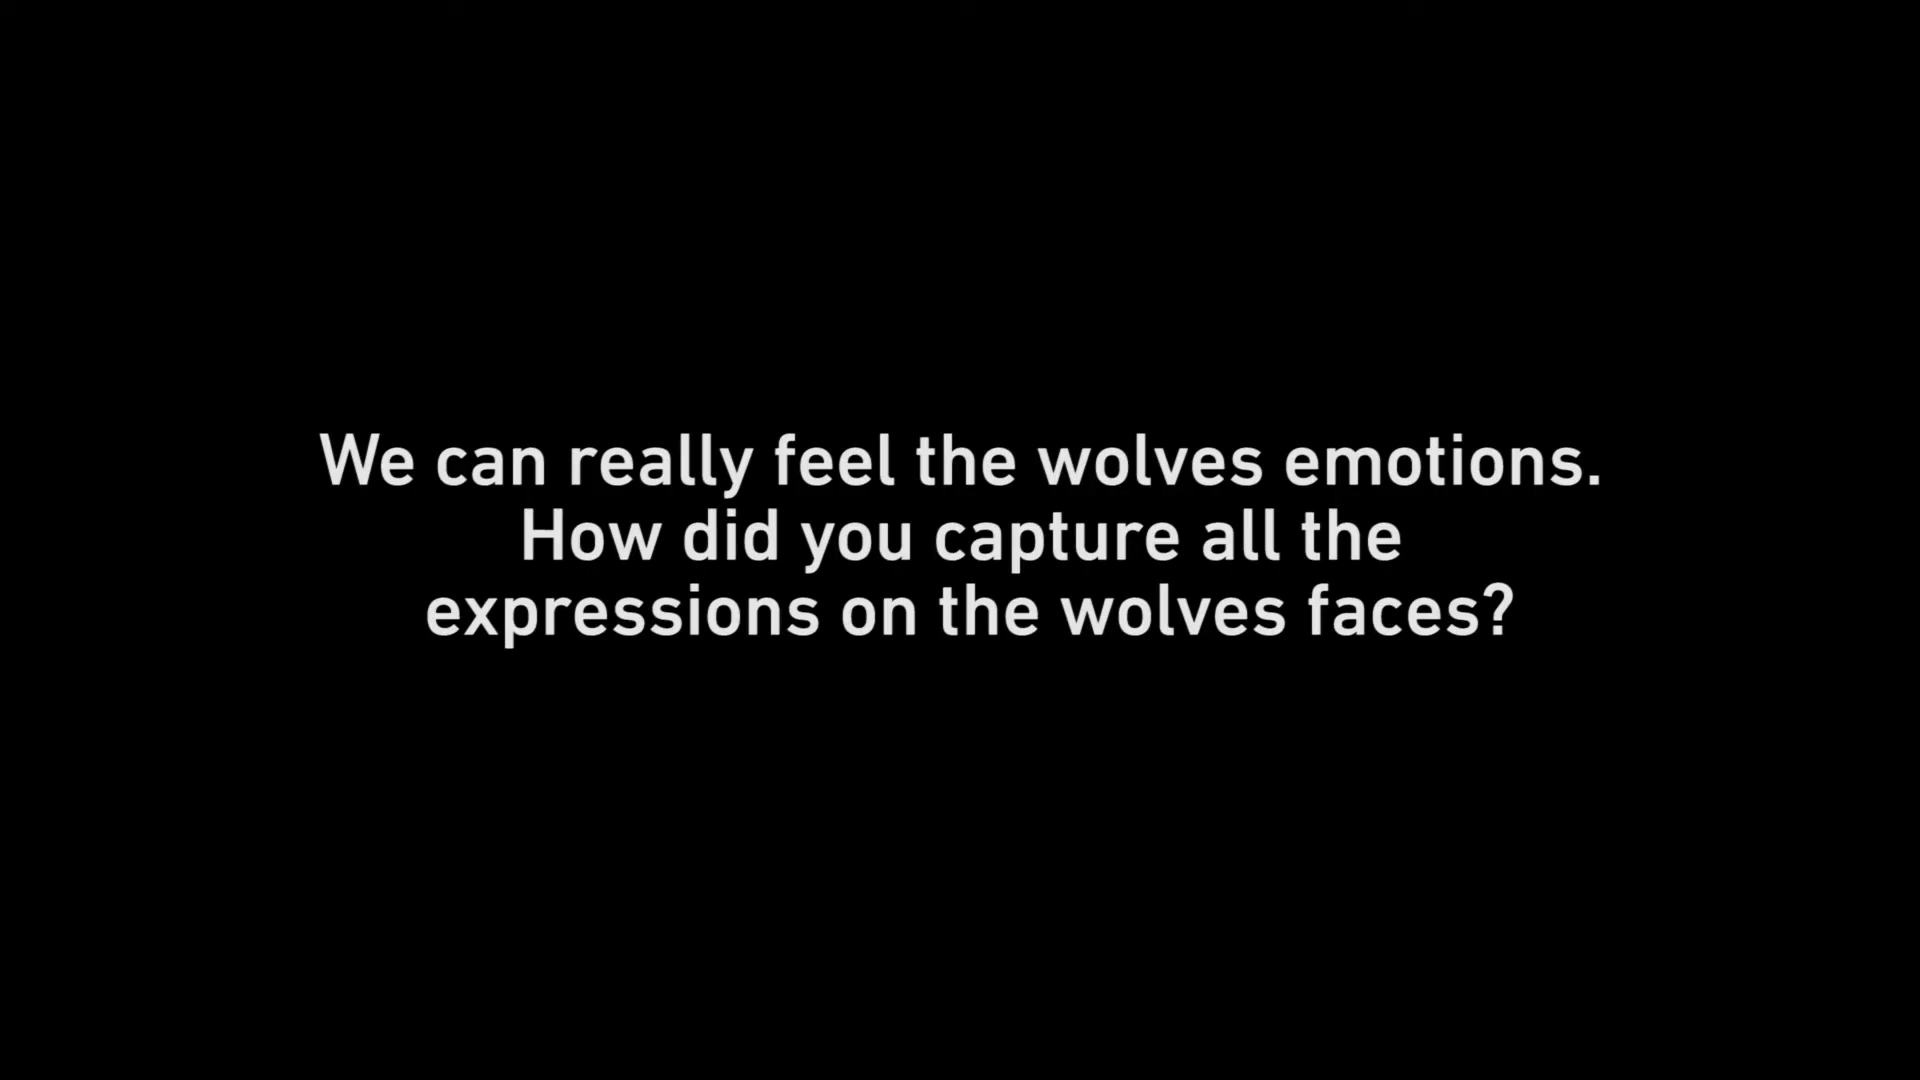 We can really feel the wolves emotions.
How did you capture all the
expressions on the wolves faces?